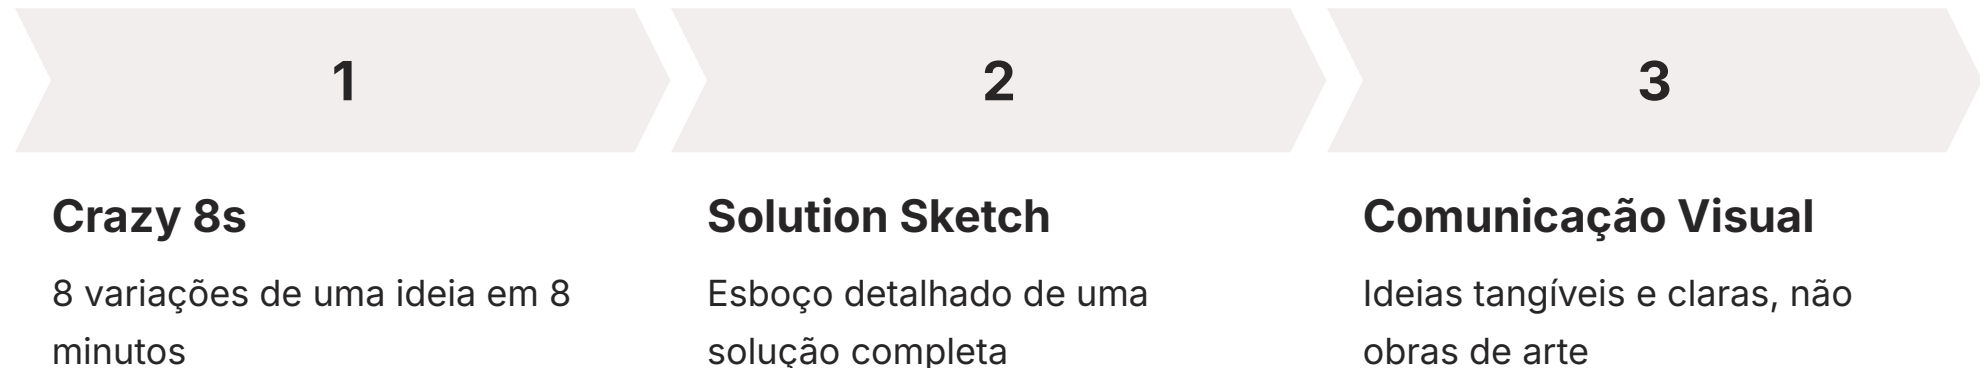 1
2
3
Crazy 8s
8 variações de uma ideia em 8
minutos
Solution Sketch
Esboço detalhado de uma
solução completa
Comunicação Visual
Ideias tangíveis e claras, não
obras de arte